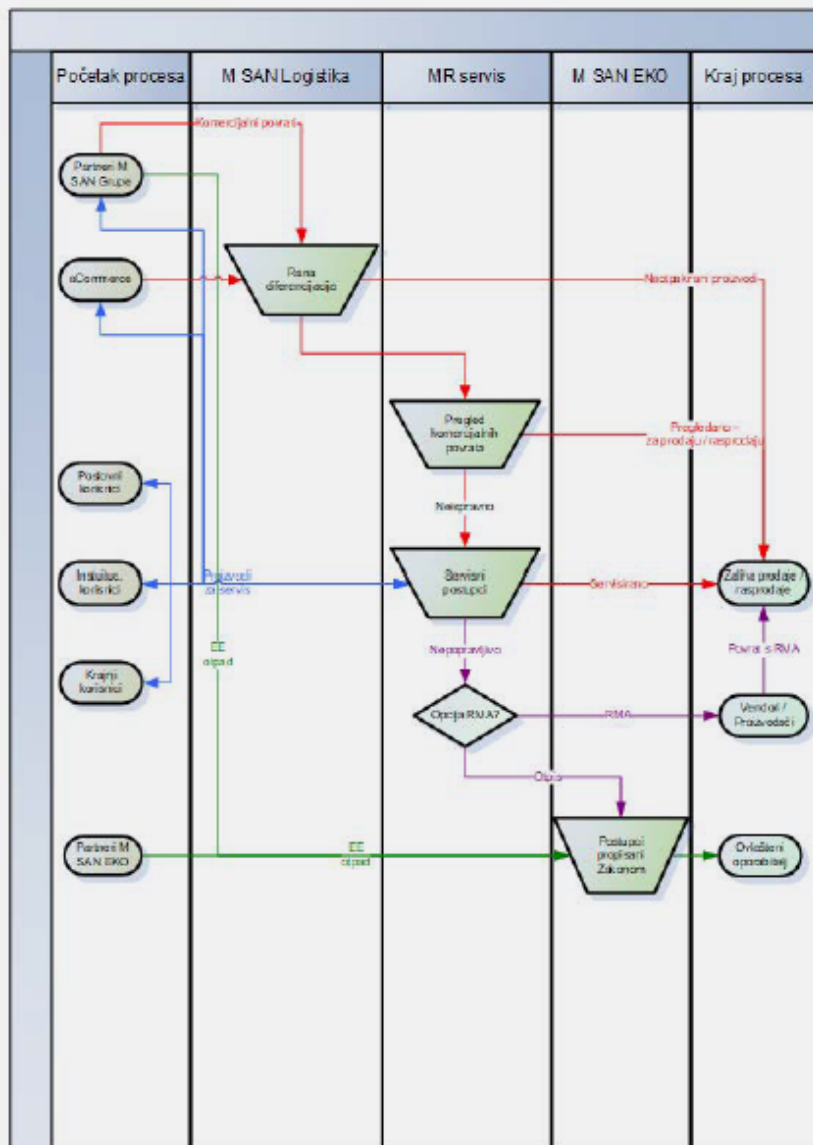 Početak procesa
M SAN Logistika
MR servis
M SAN EKO
Kraj procesa
Komercijalni povrati
Partneri M
SAN Grupe
eCommerce
Rana
diferencijacija
Neotpakirani proizvodi
Pregled
komercijalnih
povrata
Pregledano -
za prodaju / rasprodaju
Poslovni
korisnici
Neispravno
Instituc.
korisnici
Proizvodi
za servis
Servisni
postupci
Servisirano
Zaliha prodaje /
rasprodaje
EE
otpad
Nepopravljivo
Povrat s RMA
Krajnji
korisnici
Opcija RMA?
RMA
Vendori /
Proizvođači
Otpis
Partneri M
SAN EKO
EE
otpad
Postupci
propisani
Zakonom
Ovlašteni
oporabitelj